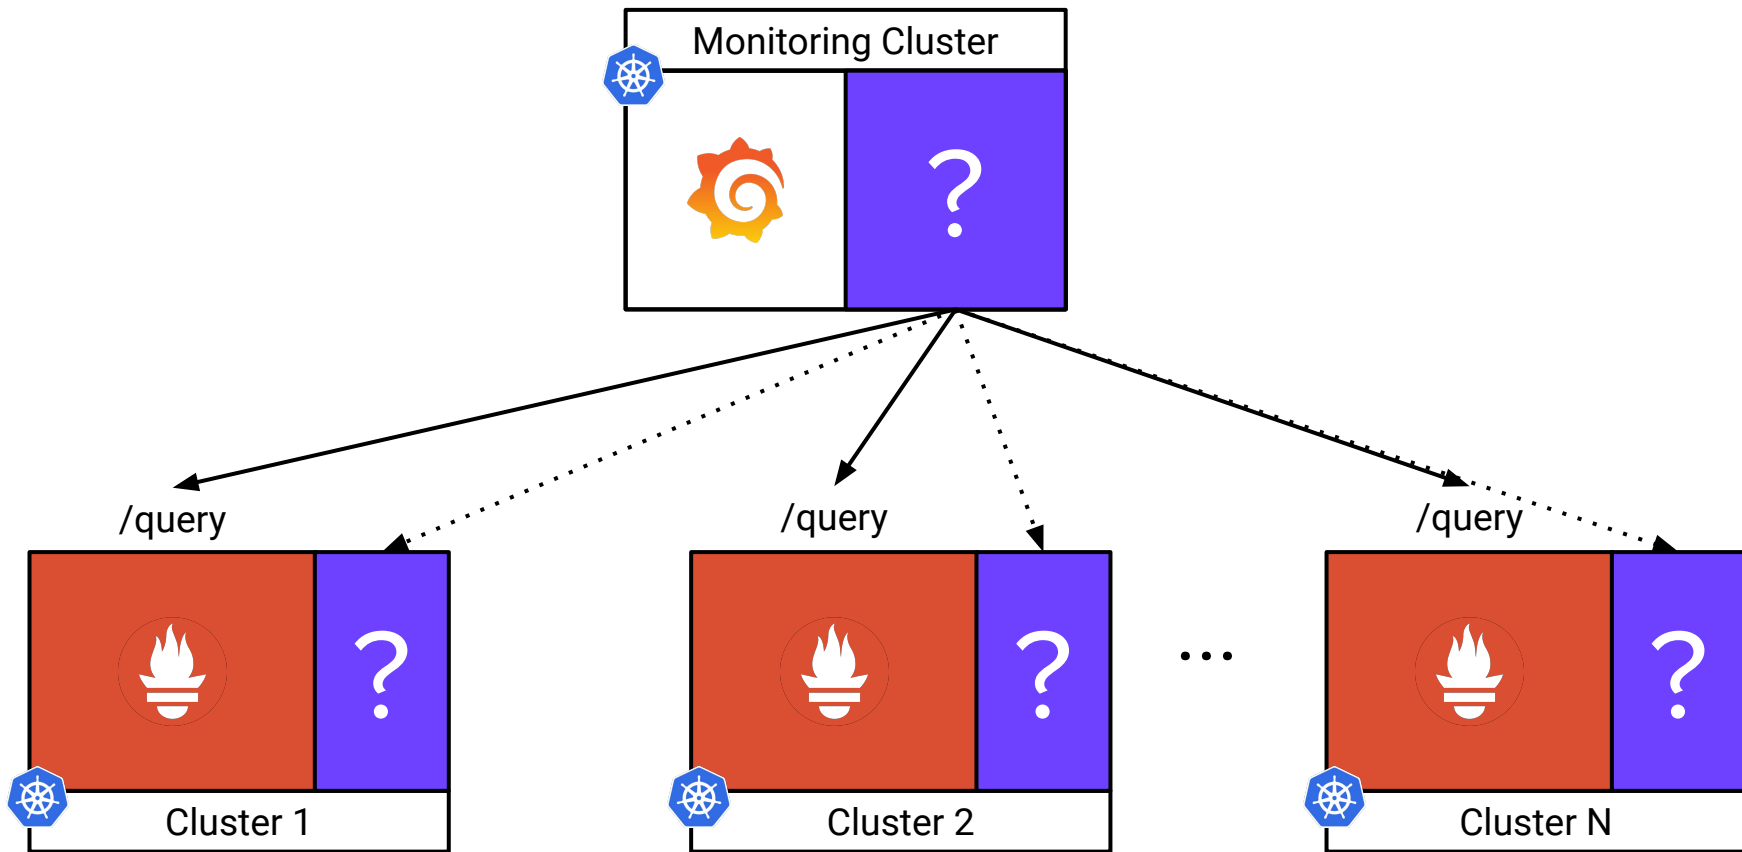 Monitoring Cluster
?
/query
/query
/query
?
?
...
?
Cluster 1
Cluster 2
Cluster N